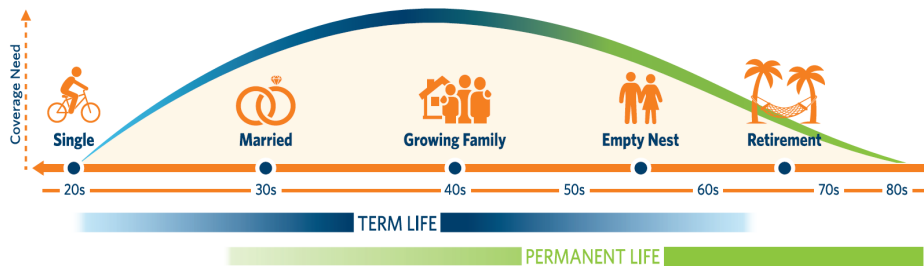 Coverage Need
Single
Married
Growing Family
Empty Nest
Retirement
20s
30s
40s
50s
60s
70s
80s
TERM LIFE
PERMANENT LIFE